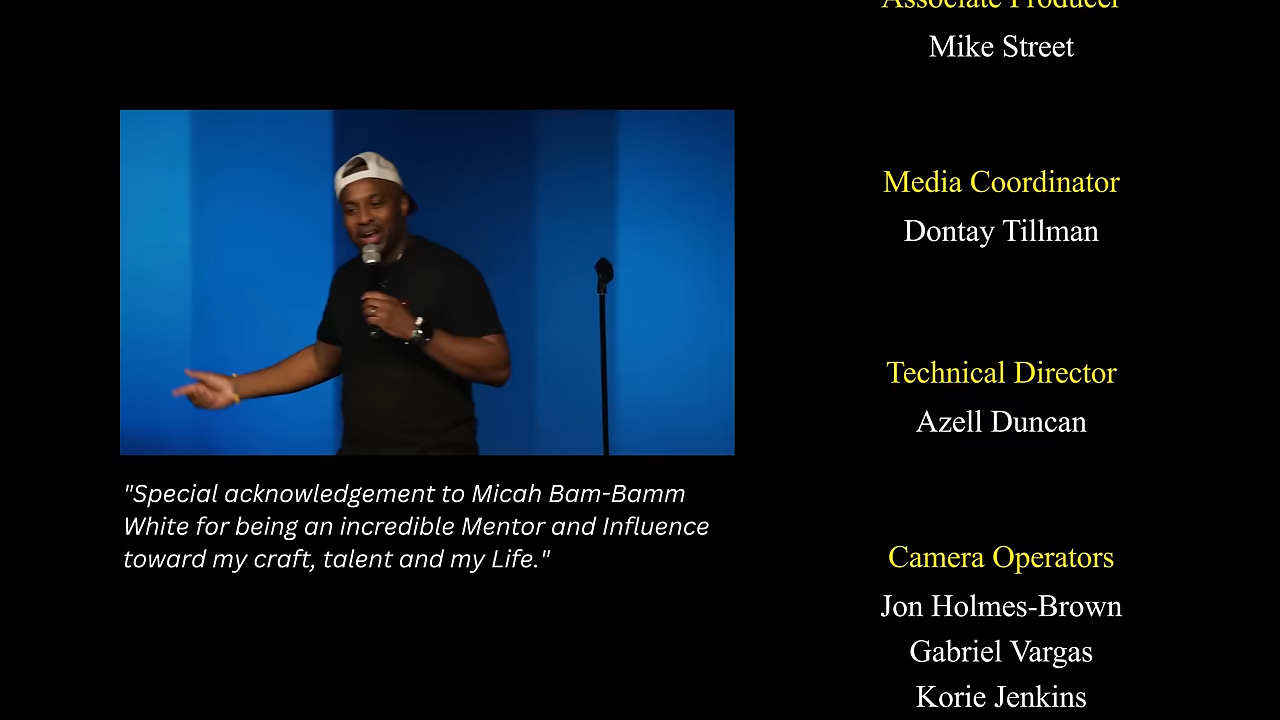 Associate Producer
Mike Street
Media Coordinator
Dontay Tillman
Technical Director
Azell Duncan
Camera Operators
Jon Holmes-Brown
Gabriel Vargas
Korie Jenkins
"Special acknowledgement to Micah Bam-Bamm
White for being an incredible Mentor and Influence
toward my craft, talent and my Life."